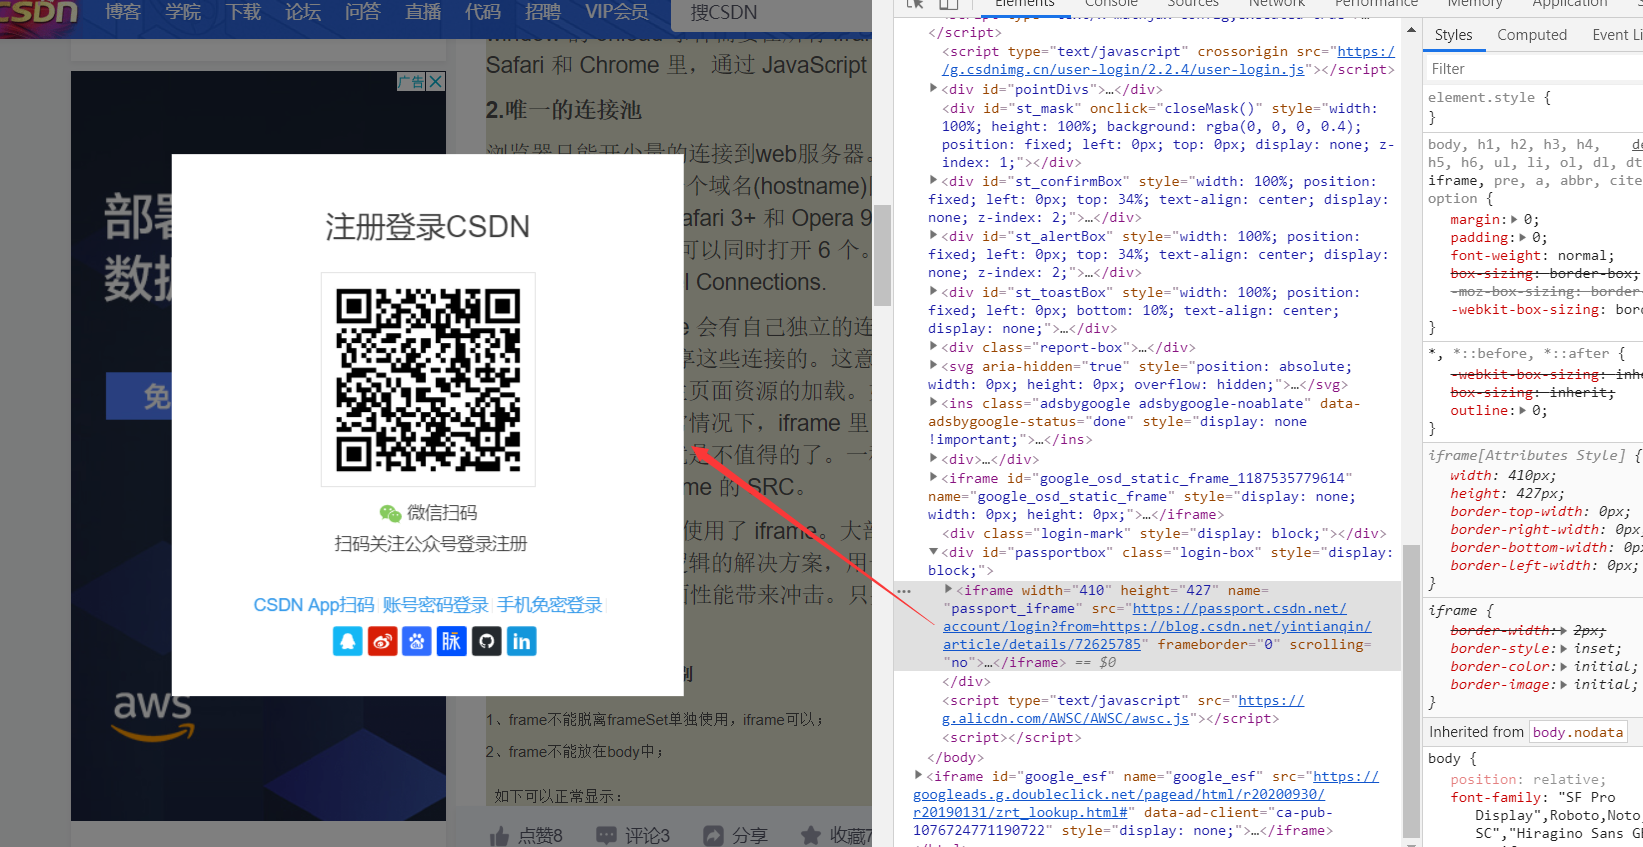 CSDN 博客 学院 下载 论坛 问答 直播 代码 招聘 VIP会员 搜CSDN
Safari 和 Chrome 里，通过 JavaScript
广告
2.唯一的连接池
浏览器只能开少量的连接到web服务器。
个域名(hostname)
afari 3+ 和 Opera 9
可以同时打开 6 个。
l Connections.
e 会有自己独立的连
享这些连接的。这意
页面资源的加载。
情况下，iframe 里
是不值得的了。一
me 的 SRC。
使用了 iframe。大部
逻辑的解决方案，用
面性能带来冲击。只
部署
数据
免
aws
注册登录CSDN
微信扫码
扫码关注公众号登录注册
CSDN App扫码 账号密码登录 手机免密登录
脉 in
别
1、frame不能脱离frameSet单独使用，iframe可以；
2、frame不能放在body中；
如下可以正常显示：
点赞8 评论3 分享 收藏7
Elements Console Sources Network Performance Memory Application
</script>
<script type="text/javascript" crossorigin src="https:/
/g.csdnimg.cn/user-login/2.2.4/user-login.js"></script>
<div id="pointDivs">…</div>
<div id="st_mask" onclick="closeMask()" style="width:
100%; height: 100%; background: rgba(0, 0, 0, 0.4);
position: fixed; left: 0px; top: 0px; display: none; z-
index: 1;"></div>
<div id="st_confirmBox" style="width: 100%; position:
fixed; left: 0px; top: 34%; text-align: center; display:
none; z-index: 2;">…</div>
<div id="st_alertBox" style="width: 100%; position:
fixed; left: 0px; top: 34%; text-align: center; display:
none; z-index: 2;">…</div>
<div id="st_toastBox" style="width: 100%; position:
fixed; left: 0px; bottom: 10%; text-align: center;
display: none;">…</div>
<div class="report-box">…</div>
<svg aria-hidden="true" style="position: absolute;
width: 0px; height: 0px; overflow: hidden;">…</svg>
<ins class="adsbygoogle adsbygoogle-noablate" data-
adsbygoogle-status="done" style="display: none
!important;">…</ins>
<div>…</div>
<iframe id="google_osd_static_frame_1187535779614"
name="google_osd_static_frame" style="display: none;
width: 0px; height: 0px;">…</iframe>
<div class="login-mark" style="display: block;"></div>
<div id="passportbox" class="login-box" style="display:
block;">
<iframe width="410" height="427" name=
"passport_iframe" src="https://passport.csdn.net/
account/login?from=https://blog.csdn.net/yintianqin/
article/details/72625785" frameborder="0" scrolling=
"no">…</iframe> == $0
</div>
<script type="text/javascript" src="https://
g.alicdn.com/AWSC/AWSC/awsc.js"></script>
<script></script>
</body>
<iframe id="google_esf" name="google_esf" src="https://
googleads.g.doubleclick.net/pagead/html/r20200930/
r20190131/zrt_lookup.html#" data-ad-client="ca-pub-
1076724771190722" style="display: none;">…</iframe>
Styles Computed Event Li
Filter
element.style {
}
body, h1, h2, h3, h4, de
h5, h6, ul, li, ol, dl, dt
iframe, pre, a, abbr, cite
option {
margin: 0;
padding: 0;
font-weight: normal;
box-sizing: border-box;
-moz-box-sizing: border-
-webkit-box-sizing: bord
}
*, *::before, *::after {
-webkit-box-sizing: inhe
box-sizing: inherit;
outline: 0;
}
iframe[Attributes Style] {
width: 410px;
height: 427px;
border-top-width: 0px;
border-right-width: 0px
border-bottom-width: 0p
border-left-width: 0px;
}
iframe {
border-width: 2px;
border-style: inset;
border-color: initial;
border-image: initial;
}
Inherited from body.nodata
body {
position: relative;
font-family: "SF Pro
Display",Roboto,Noto,
SC","Hiragino Sans G